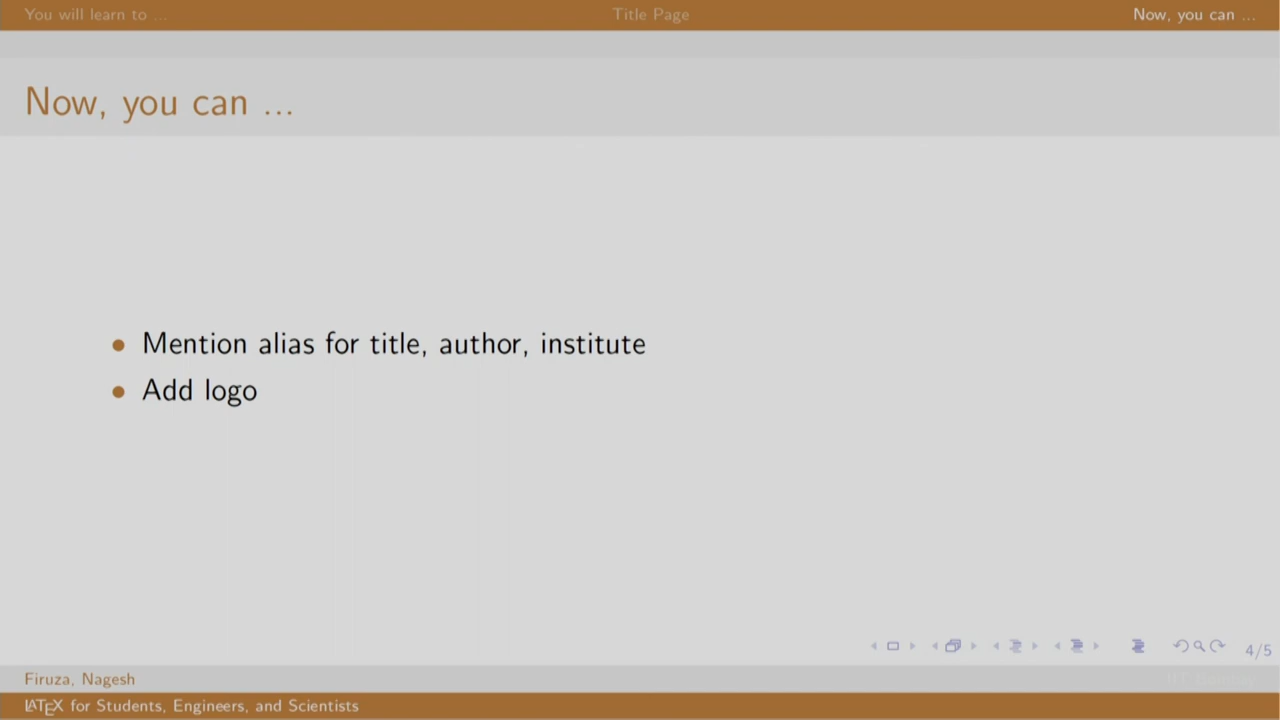 You will learn to ...
Title Page
Now, you can ...
Now, you can ...
Mention alias for title, author, institute
Add logo
4/5
Firuza, Nagesh
LATEX for Students, Engineers, and Scientists